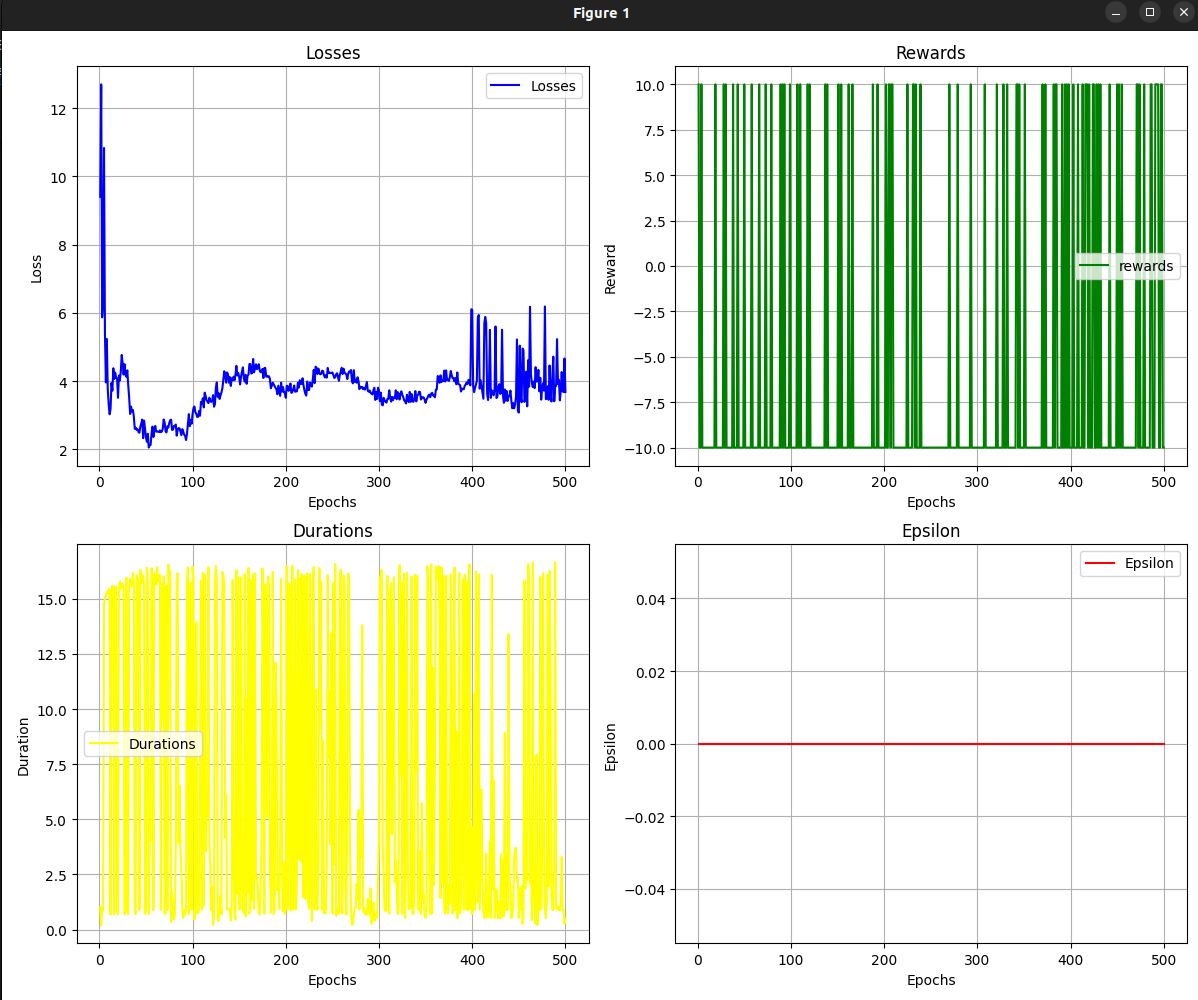 Figure 1
Losses
Losses
12
10
8
6
4
2
Loss
0 100 200 300 400 500
Epochs
Rewards
10.0
7.5
5.0
2.5
0.0
−2.5
−5.0
−7.5
−10.0
Reward
rewards
0 100 200 300 400 500
Epochs
Durations
15.0
12.5
10.0
7.5
5.0
2.5
0.0
Duration
Durations
0 100 200 300 400 500
Epochs
Epsilon
Epsilon
0.04
0.02
0.00
−0.02
−0.04
Epsilon
0 100 200 300 400 500
Epochs